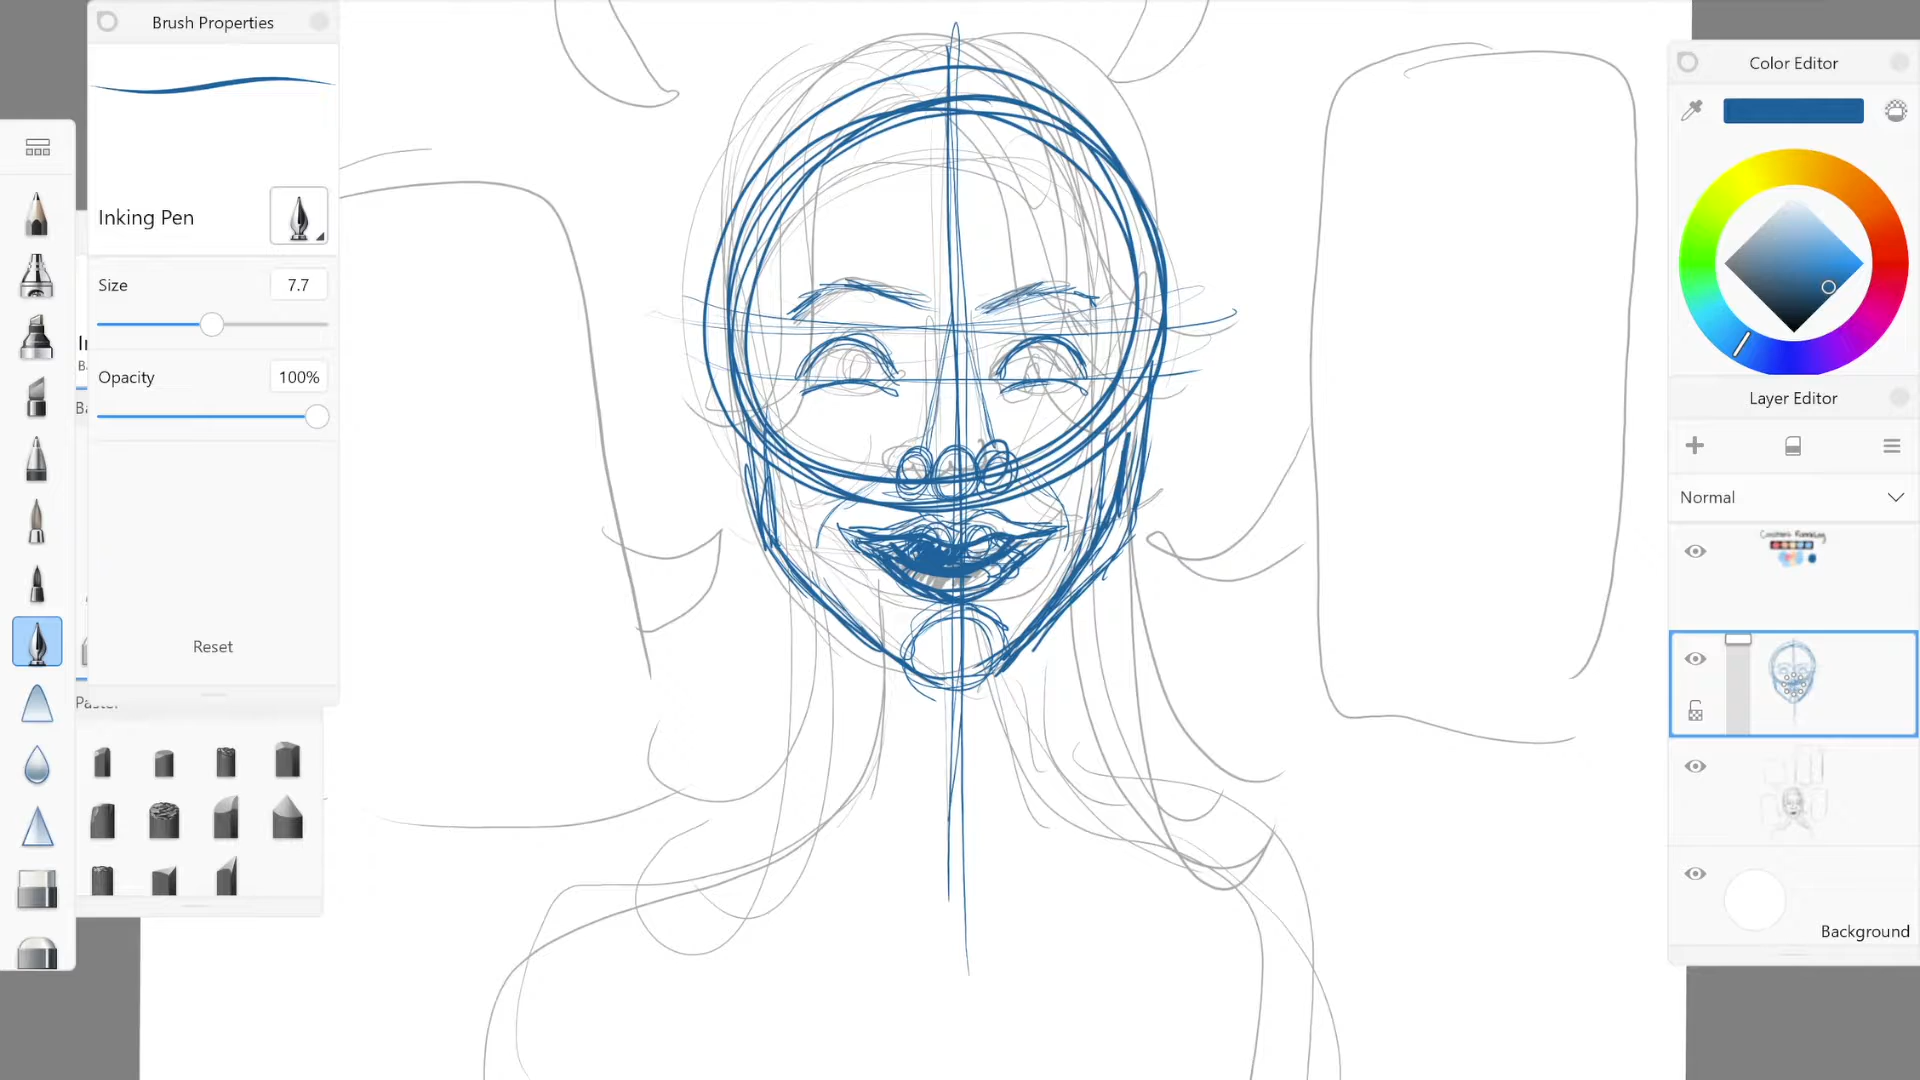 Brush Properties
Inking Pen
Size
7.7
Opacity
100%
Reset
Color Editor
Layer Editor
Normal
Background